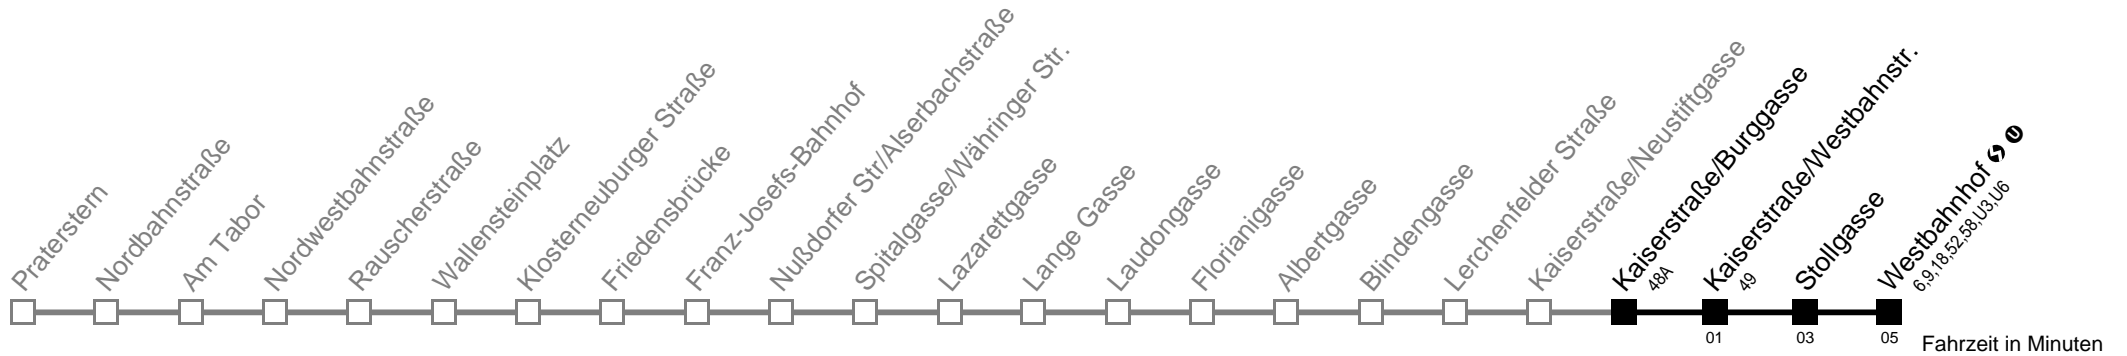 Praterstern
Nordbahnstraße
Am Tabor
Nordwestbahnstraße
Rauscherstraße
Wallensteinplatz
Klosterneuburger Straße
Friedensbrücke
Franz-Josefs-Bahnhof
Nußdorfer Str/Alserbachstraße
Spitalgasse/Währinger Str.
Lazarettgasse
Lange Gasse
Laudongasse
Florianigasse
Albertgasse
Blindengasse
Lerchenfelder Straße
Kaiserstraße/Neustiftgasse
Kaiserstraße/Burggasse
48A
Kaiserstraße/Westbahnstr.
49
Stollgasse
Westbahnhof S U
6,9,18,52,58,U3,U6
01
03
05
Fahrzeit in Minuten